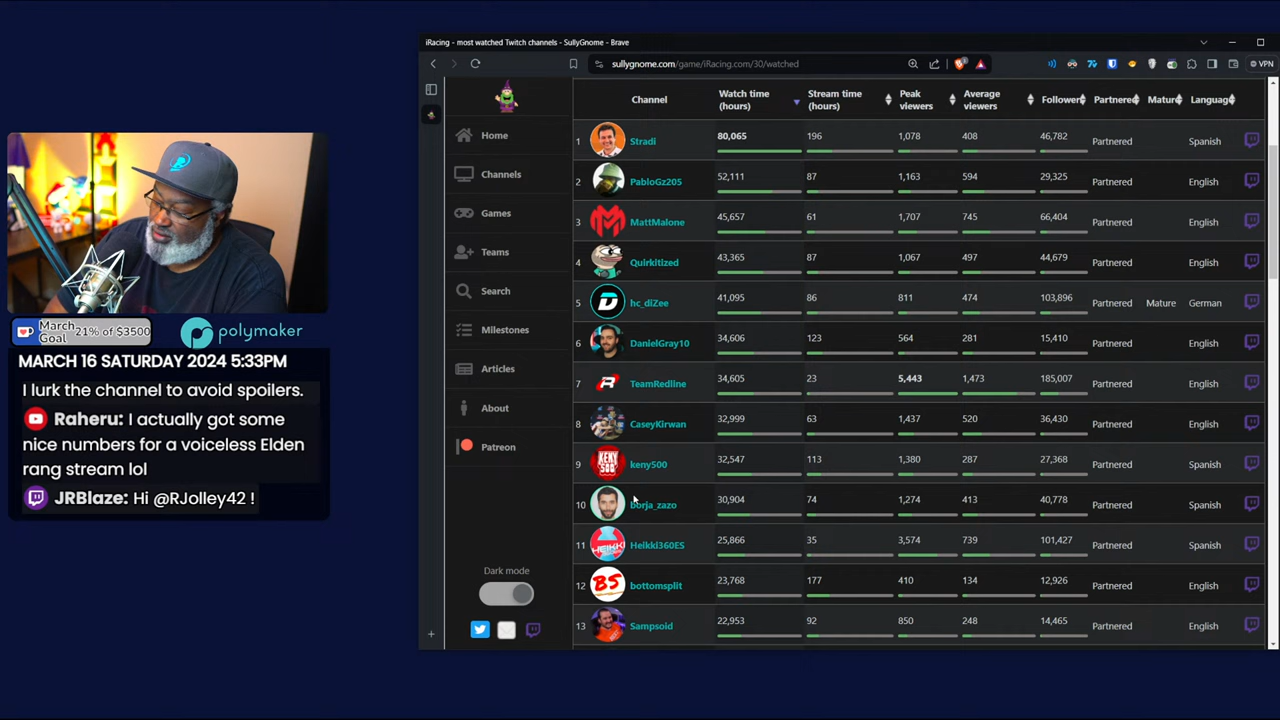 iRacing - most watched Twitch channels - SullyGnome - Brave
sullygnome.com/game/iRacing.com/30/watched
VPN
Home
Channels
Games
Teams
Search
Milestones
Articles
About
Patreon
Dark mode
Channel Watch time (hours) Stream time (hours) Peak viewers Average viewers Follower Partnere Mature Language
1 Stradi 80,065 196 1,078 408 46,782 Partnered Spanish
2 PabloGz205 52,111 87 1,163 594 29,325 Partnered English
3 MattMalone 45,657 61 1,707 745 66,404 Partnered English
4 Quirkitized 43,365 87 1,067 497 44,679 Partnered English
5 hc_diZee 41,095 86 811 474 103,896 Partnered Mature German
6 DanielGray10 34,606 123 564 281 15,410 Partnered English
7 TeamRedline 34,605 23 5,443 1,473 185,007 Partnered English
8 CaseyKirwan 32,999 63 1,437 520 36,430 Partnered English
9 KENY 500 keny500 32,547 113 1,380 287 27,368 Partnered Spanish
10 borja_zazo 30,904 74 1,274 413 40,778 Partnered Spanish
11 HEIKKI Heikki360ES 25,866 35 3,574 739 101,427 Partnered Spanish
12 BS bottomsplit 23,768 177 410 134 12,926 Partnered English
13 Sampsoid 22,953 92 850 248 14,465 Partnered English
March
Goal
21% of $3500
polymaker
MARCH 16 SATURDAY 2024 5:33PM
I lurk the channel to avoid spoilers.
Raheru: I actually got some
nice numbers for a voiceless Elden
rang stream lol
JRBlaze: Hi @RJolley42 !